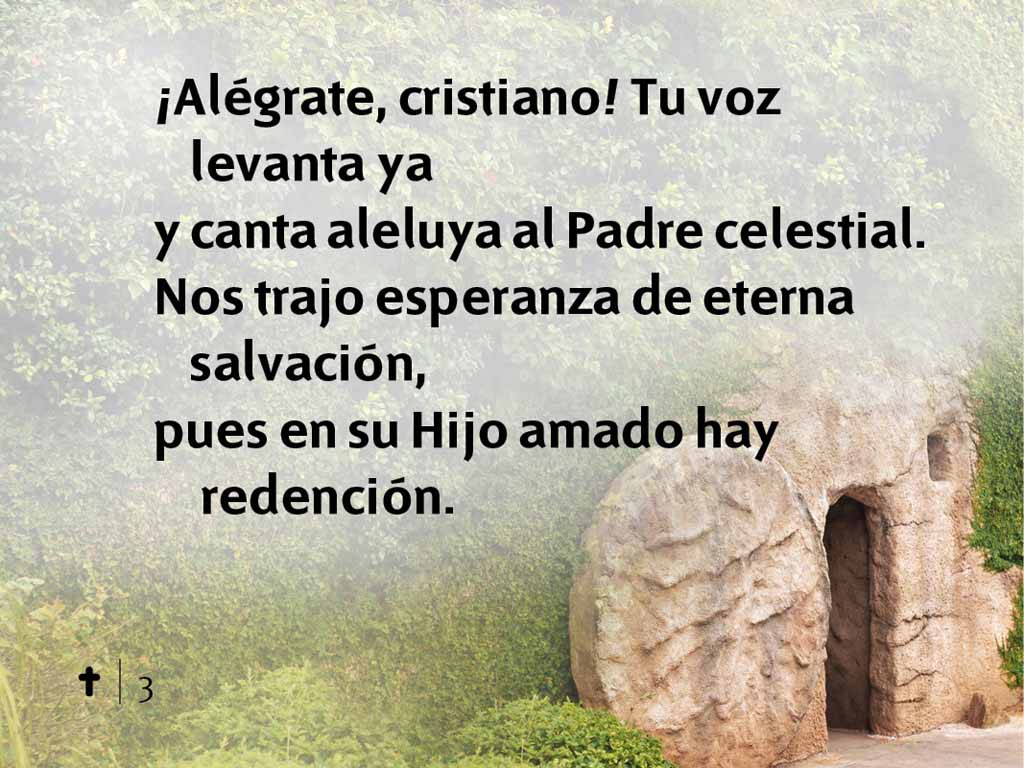 ¡Alégrate, cristiano! Tu voz
levanta ya
y canta aleluya al Padre celestial.
Nos trajo esperanza de eterna
salvación,
pues en su Hijo amado hay
redención.
3